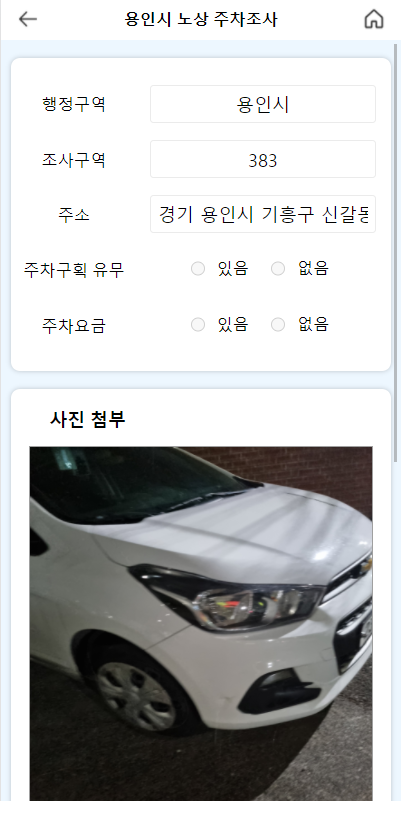 용인시 노상 주차조사
행정구역 용인시
조사구역 383
주소 경기 용인시 기흥구 신갈동
주차구획 유무 있음 없음
주차요금 있음 없음
사진 첨부